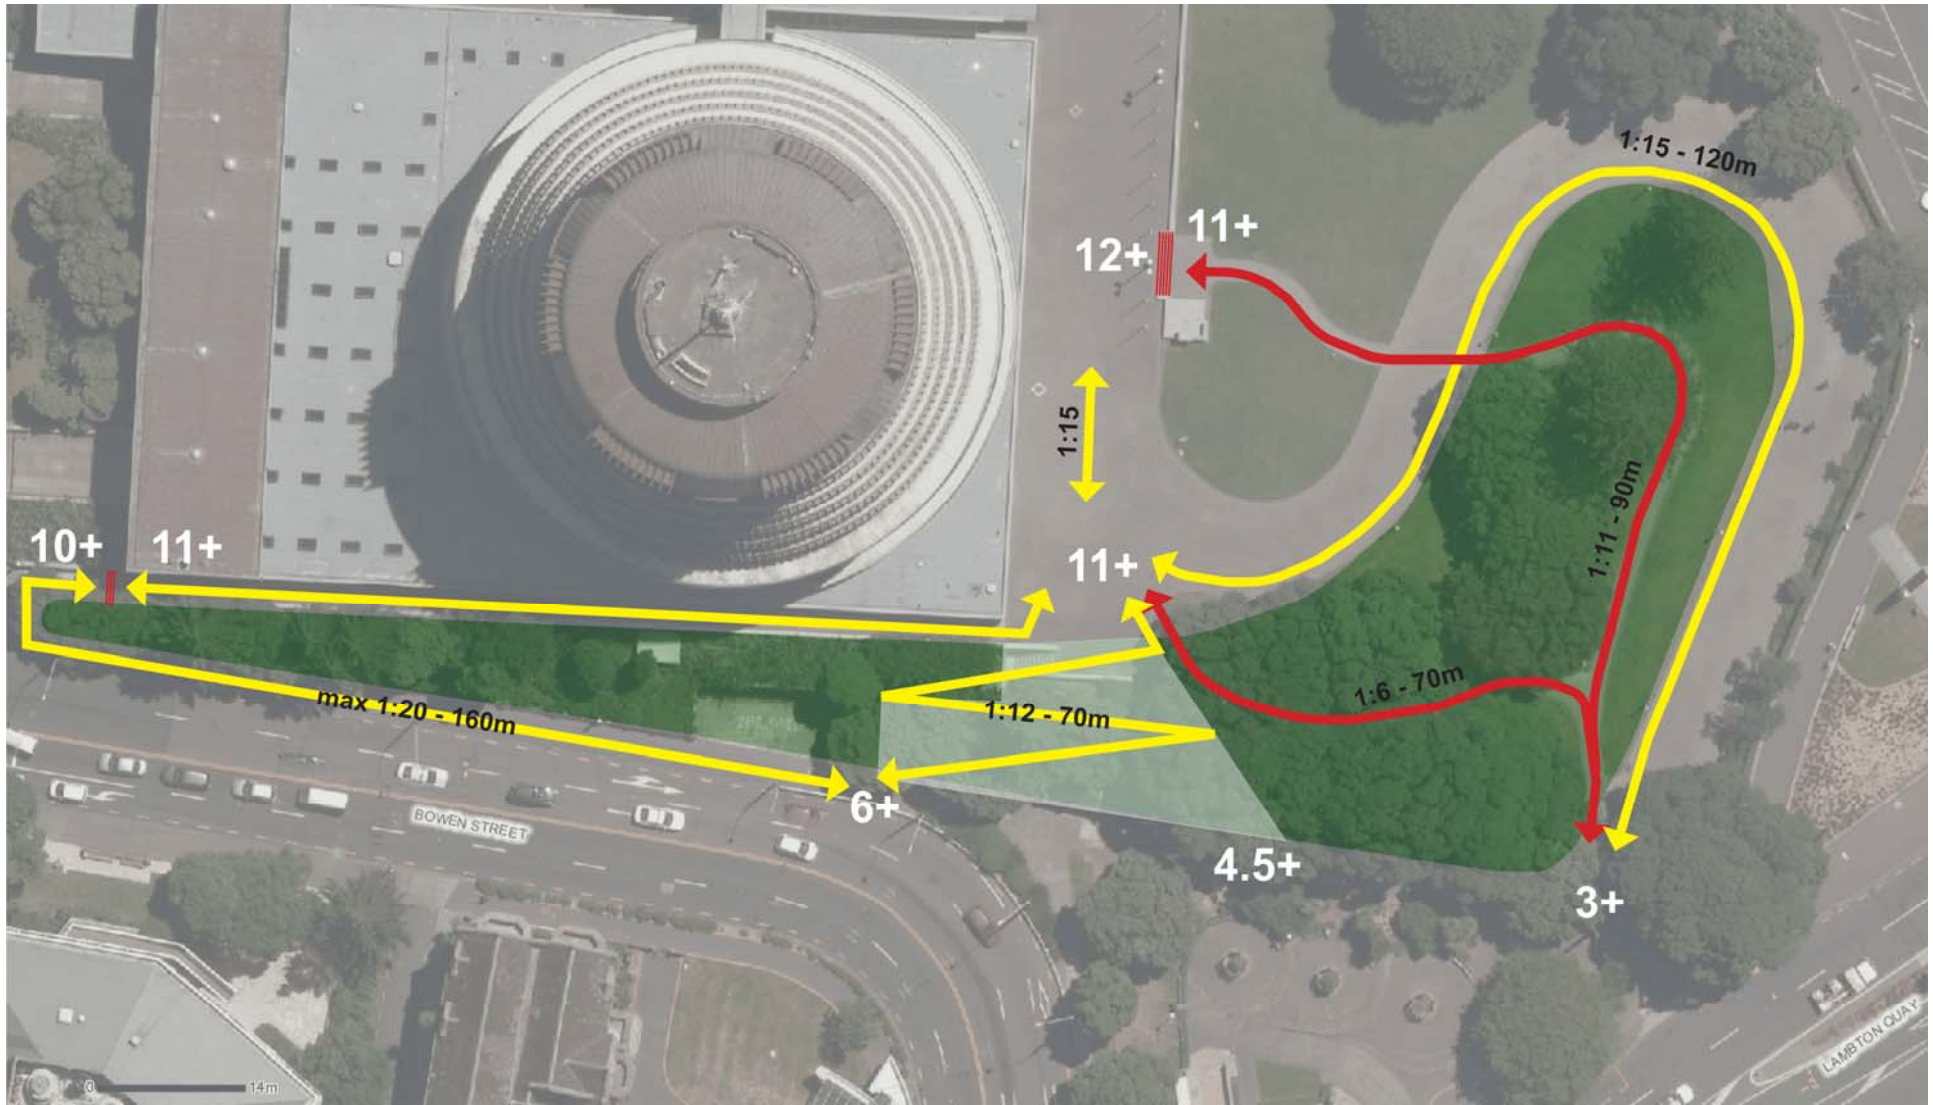 1:15 - 120m
11+
12+
1:15
1:11 - 90m
10+
11+
11+
1:6 - 70m
max 1:20 - 160m
1:12 - 70m
6+
BOWEN STREET
4.5+
3+
LAMBTON QUAY
0
14m